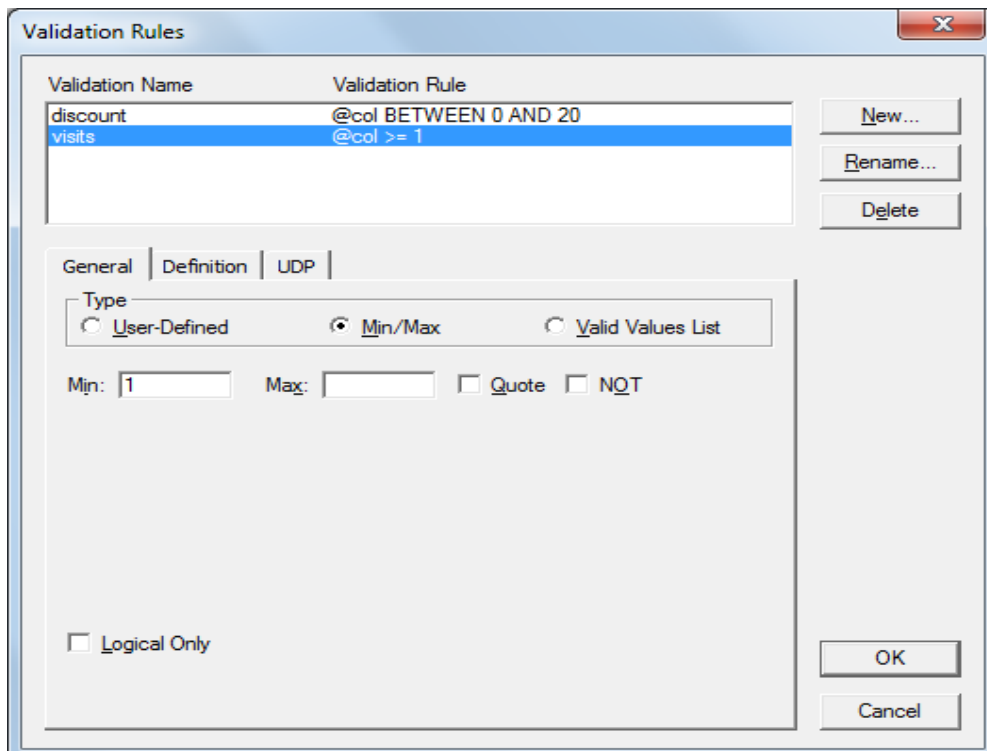 Validation Rules
Validation Name Validation Rule
discount @col BETWEEN 0 AND 20
visits @col >= 1
New...
Rename...
Delete
General Definition UDP
Type
User-Defined Min/Max Valid Values List
Min: 1 Max: Quote NOT
Logical Only
OK
Cancel